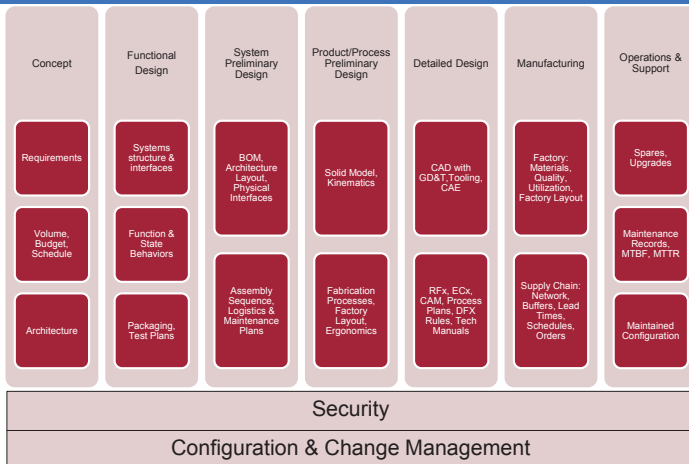 Concept
Functional
Design
System
Preliminary
Design
Product/Process
Preliminary
Design
Detailed Design
Manufacturing
Operations &
Support
Requirements
Volume,
Budget,
Schedule
Architecture
Systems
structure &
interfaces
Function &
State
Behaviors
Packaging,
Test Plans
BOM,
Architecture
Layout,
Physical
Interfaces
Assembly
Sequence,
Logistics &
Maintenance
Plans
Solid Model,
Kinematics
Fabrication
Processes,
Factory
Layout,
Ergonomics
CAD with
GD&T,Tooling,
CAE
RFx, ECx,
CAM, Process
Plans, DFX
Rules, Tech
Manuals
Factory:
Materials,
Quality,
Utilization,
Factory Layout
Supply Chain:
Network,
Buffers, Lead
Times,
Schedules,
Orders
Spares,
Upgrades
Maintenance
Records,
MTBF, MTTR
Maintained
Configuration
Security
Configuration & Change Management